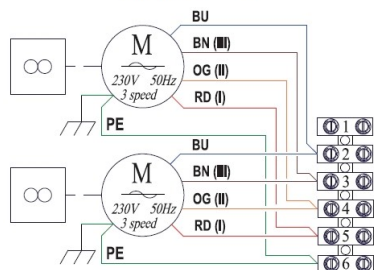 BU
M
BN (III)
230V 50Hz
OG (II)
3 speed
RD (I)
PE
1
BU
2
M
BN (III)
3
OG (II)
230V 50Hz
4
3 speed
RD (I)
5
PE
6